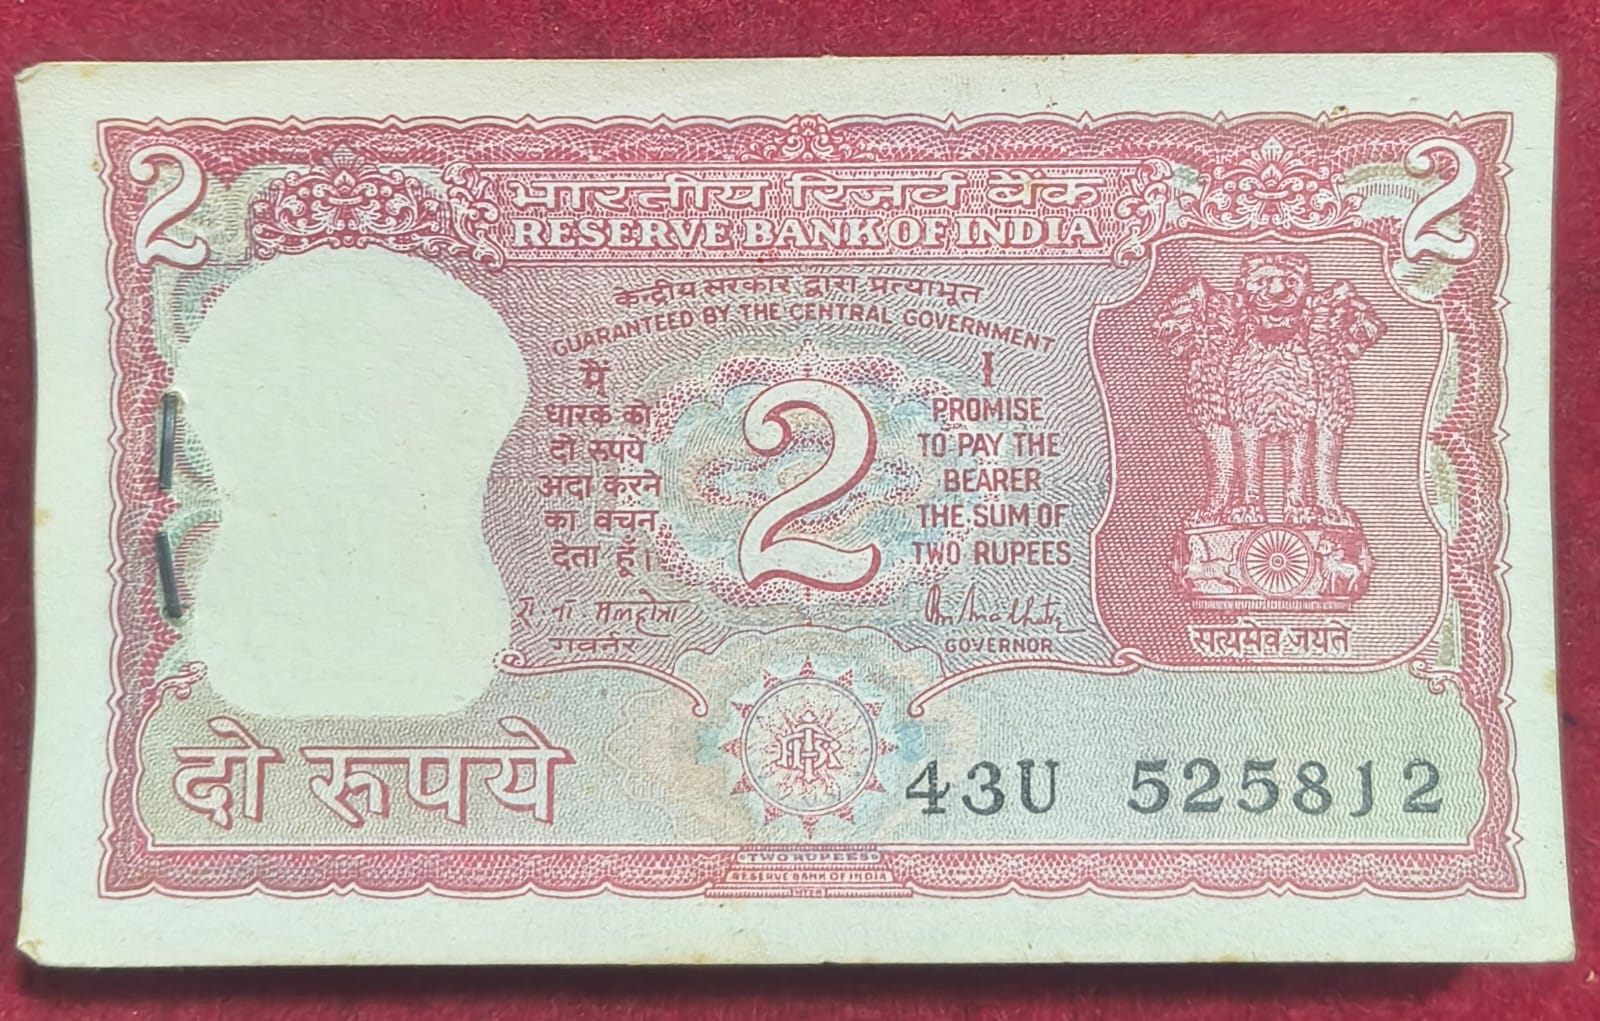 2
2
भारतीय रिज़र्व बैंक
RESERVE BANK OF INDIA
केन्द्रीय सरकार द्वारा प्रत्याभूत
GUARANTEED BY THE CENTRAL GOVERNMENT
मैं
धारक को
दो रुपये
अदा करने
का वचन
देता हूँ।
2
I
PROMISE
TO PAY THE
BEARER
THE SUM OF
TWO RUPEES
रा. ना. मलहोत्रा
गवर्नर
GOVERNOR
सत्यमेव जयते
दो रुपये
43U 525812
TWO RUPEES
RESERVE BANK OF INDIA